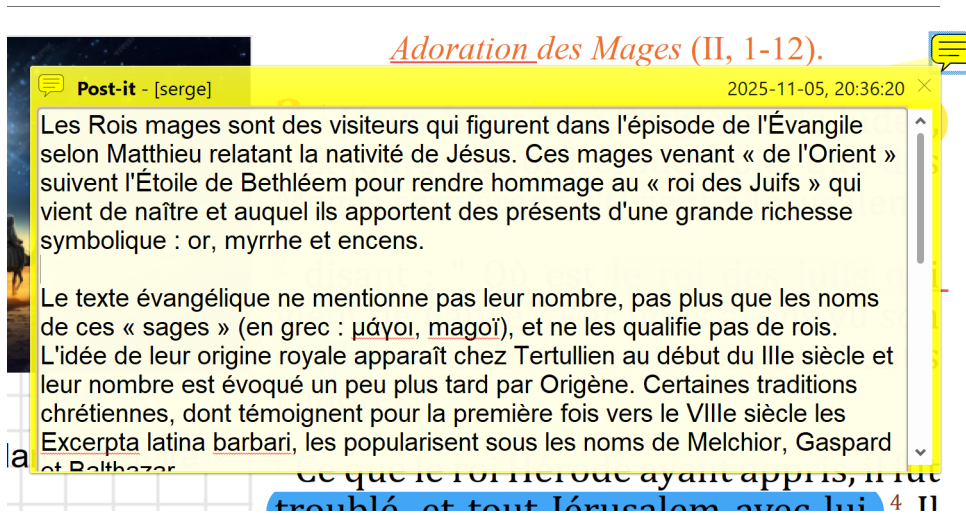 Adoration des Mages (II, 1-12).
Post-it - [serge] 2025-11-05, 20:36:20
Les Rois mages sont des visiteurs qui figurent dans l'épisode de l'Évangile
selon Matthieu relatant la nativité de Jésus. Ces mages venant « de l'Orient »
suivent l'Étoile de Bethléem pour rendre hommage au « roi des Juifs » qui
vient de naître et auquel ils apportent des présents d'une grande richesse
symbolique : or, myrrhe et encens.
Le texte évangélique ne mentionne pas leur nombre, pas plus que les noms
de ces « sages » (en grec : μάγοι, magoï), et ne les qualifie pas de rois.
L'idée de leur origine royale apparaît chez Tertullien au début du IIIe siècle et
leur nombre est évoqué un peu plus tard par Origène. Certaines traditions
chrétiennes, dont témoignent pour la première fois vers le VIIIe siècle les
Excerpta latina barbari, les popularisent sous les noms de Melchior, Gaspard
et Balthazar
Ce que le roi Hérode ayant appris, il fut
troublé, et tout Jérusalem avec lui. 4 Il